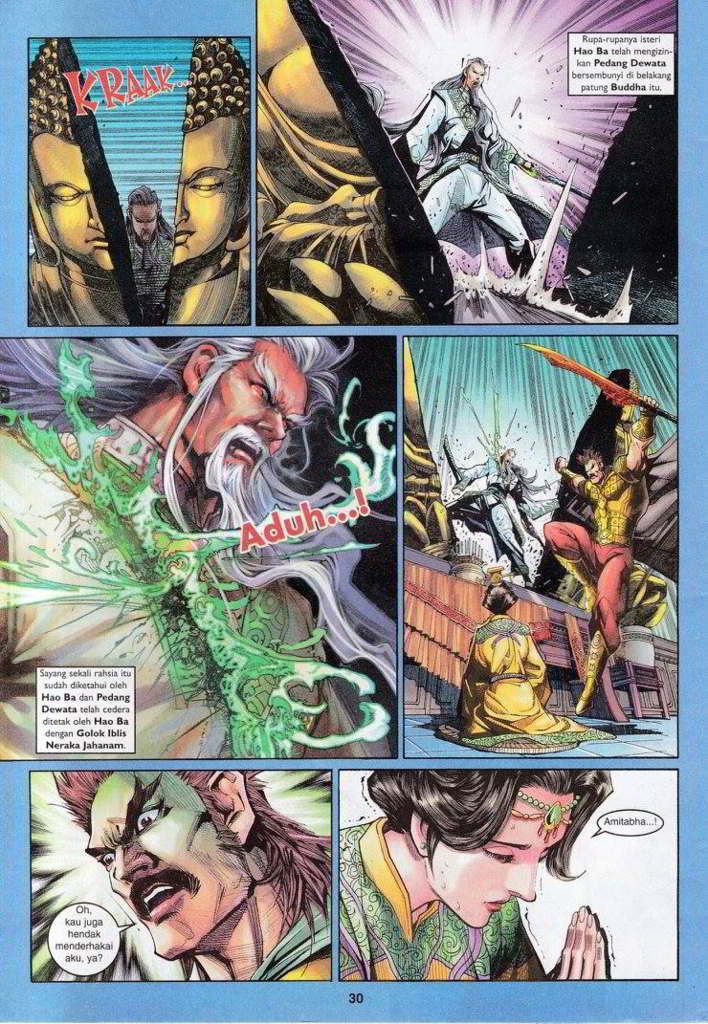 KRAAK..
Rupa-rupanya isteri
Hao Ba telah mengizin-
kan Pedang Dewata
bersembunyi di belakang
patung Buddha itu.
Aduh...!
Sayang sekali rahsia itu
sudah diketahui oleh
Hao Ba dan Pedang
Dewata telah cedera
ditetak oleh Hao Ba
dengan Golok Iblis
Neraka Jahanam.
Oh,
kau juga
hendak
menderhakai
aku, ya?
Amitabha...!
30